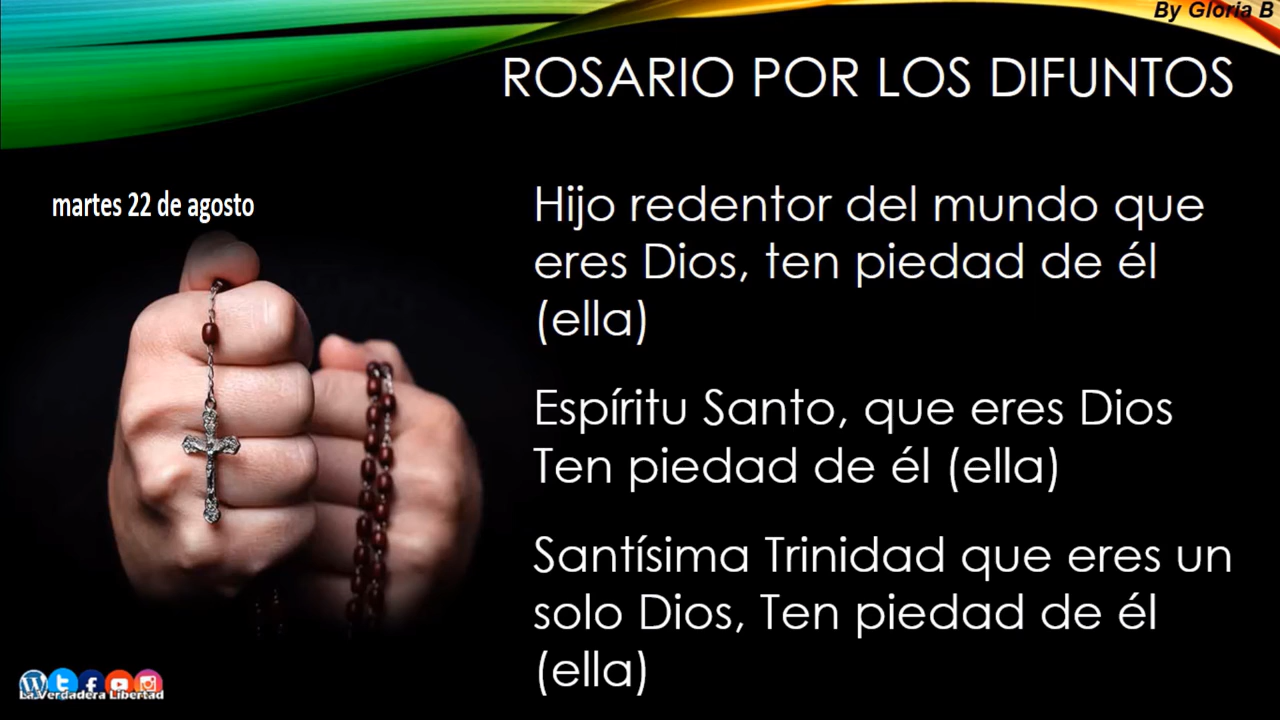 By Gloria B
ROSARIO POR LOS DIFUNTOS
martes 22 de agosto
Hijo redentor del mundo que
eres Dios, ten piedad de él
(ella)
Espíritu Santo, que eres Dios
Ten piedad de él (ella)
Santísima Trinidad que eres un
solo Dios, Ten piedad de él
(ella)
La Verdadera Libertad